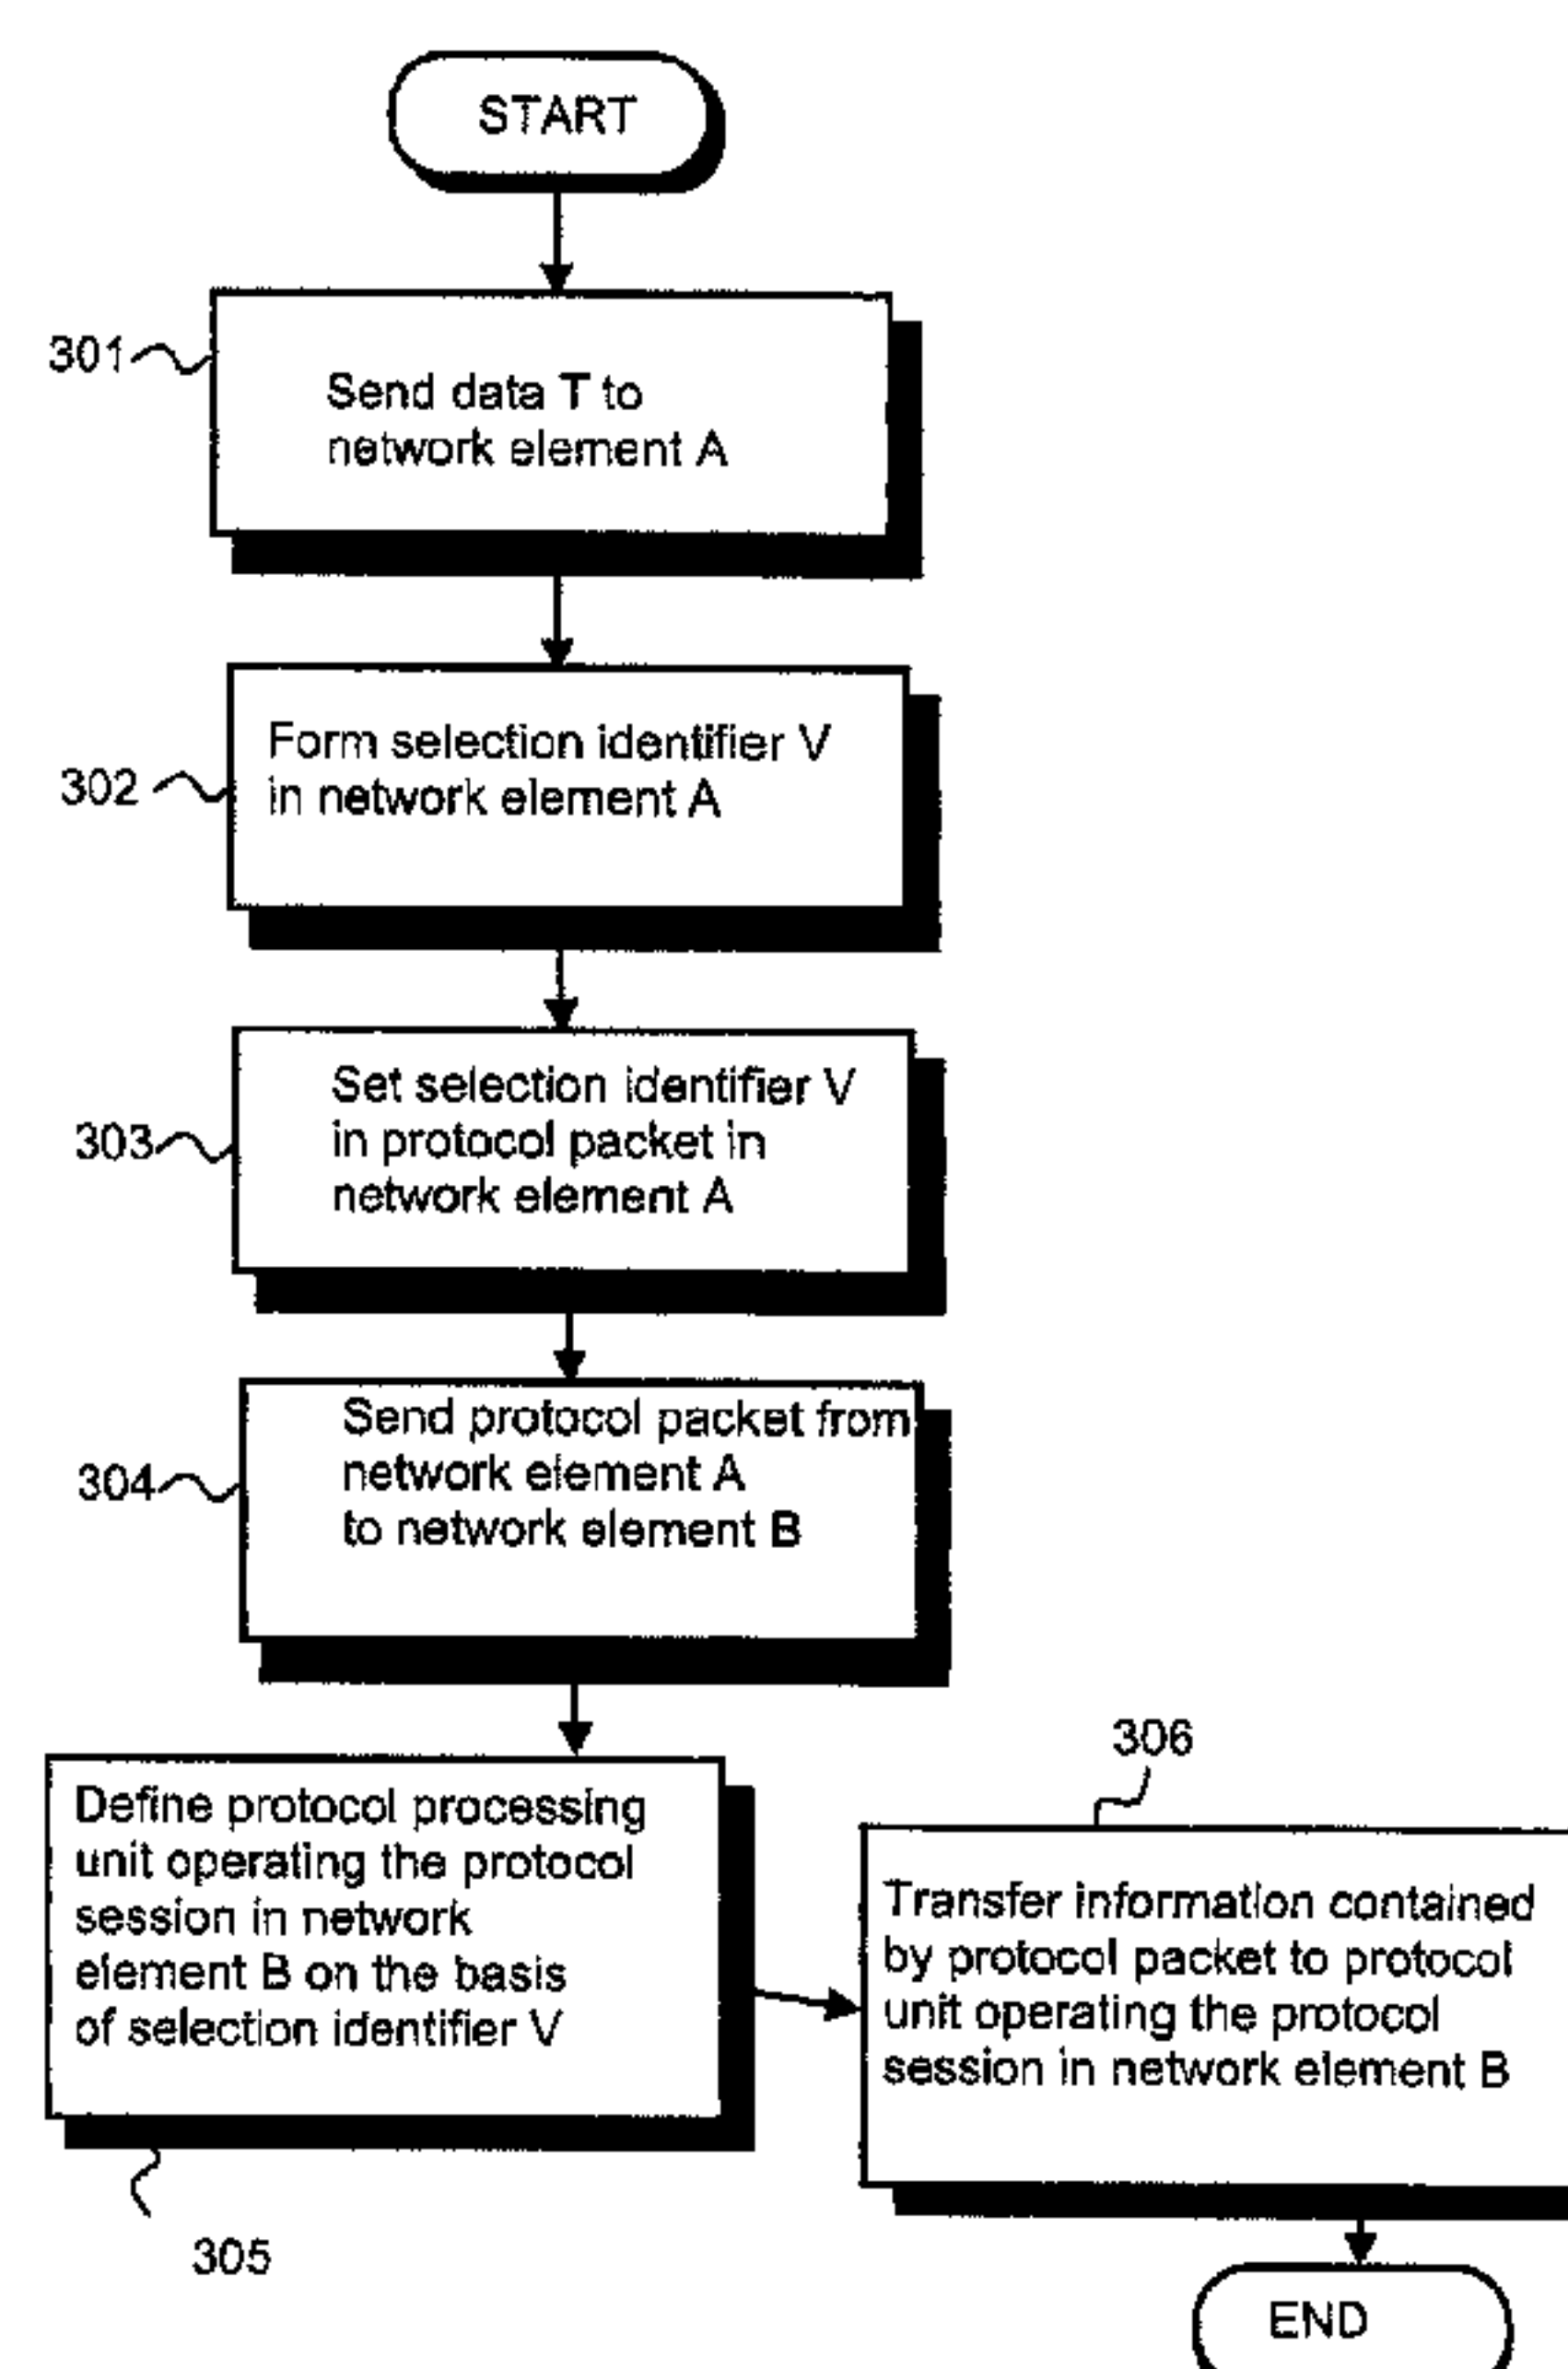 START
301
Send data T to
network element A
302
Form selection identifier V
in network element A
303
Set selection identifier V
in protocol packet in
network element A
304
Send protocol packet from
network element A
to network element B
305
Define protocol processing
unit operating the protocol
session in network
element B on the basis
of selection identifier V
306
Transfer information contained
by protocol packet to protocol
unit operating the protocol
session in network element B
END